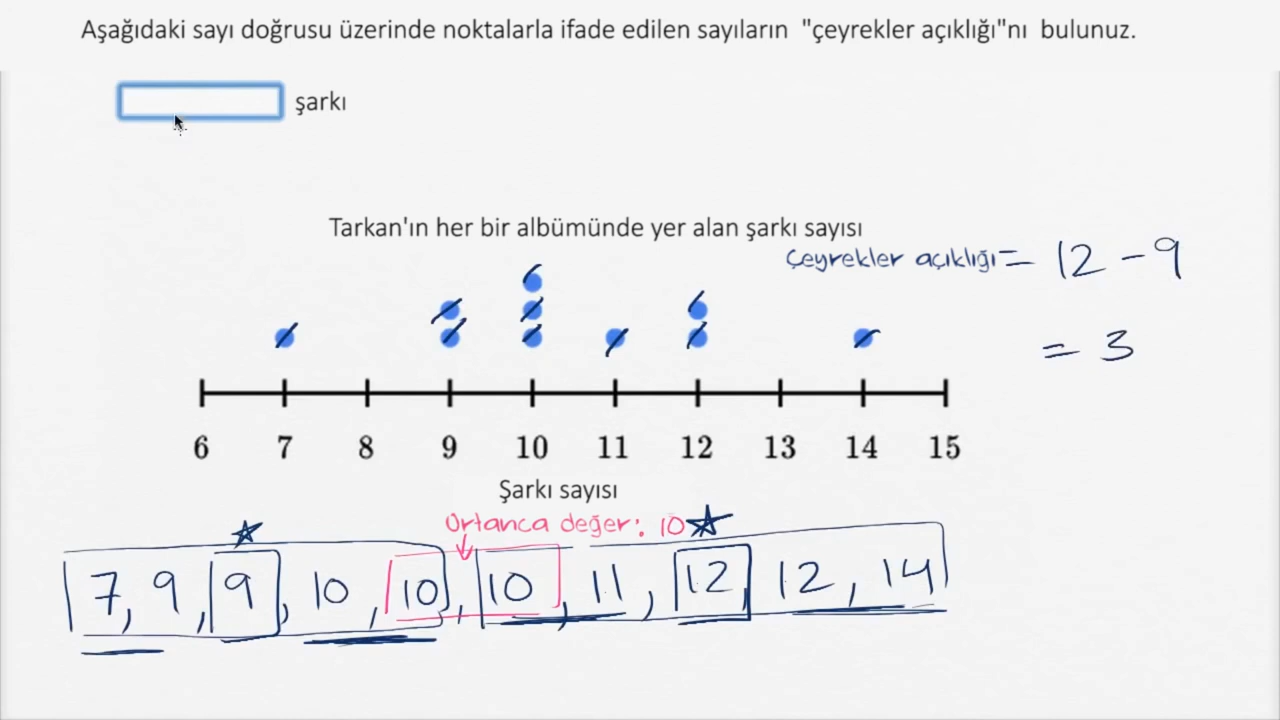 Aşağıdaki sayı doğrusu üzerinde noktalarla ifade edilen sayıların "çeyrekler açıklığı"nı bulunuz.
şarkı
Tarkan'ın her bir albümünde yer alan şarkı sayısı
çeyrekler açıklığı = 12 - 9
= 3
6 7 8 9 10 11 12 13 14 15
Şarkı sayısı
Ortanca değer: 10
7, 9, 9, 10, 10, 10, 11, 12, 12, 14